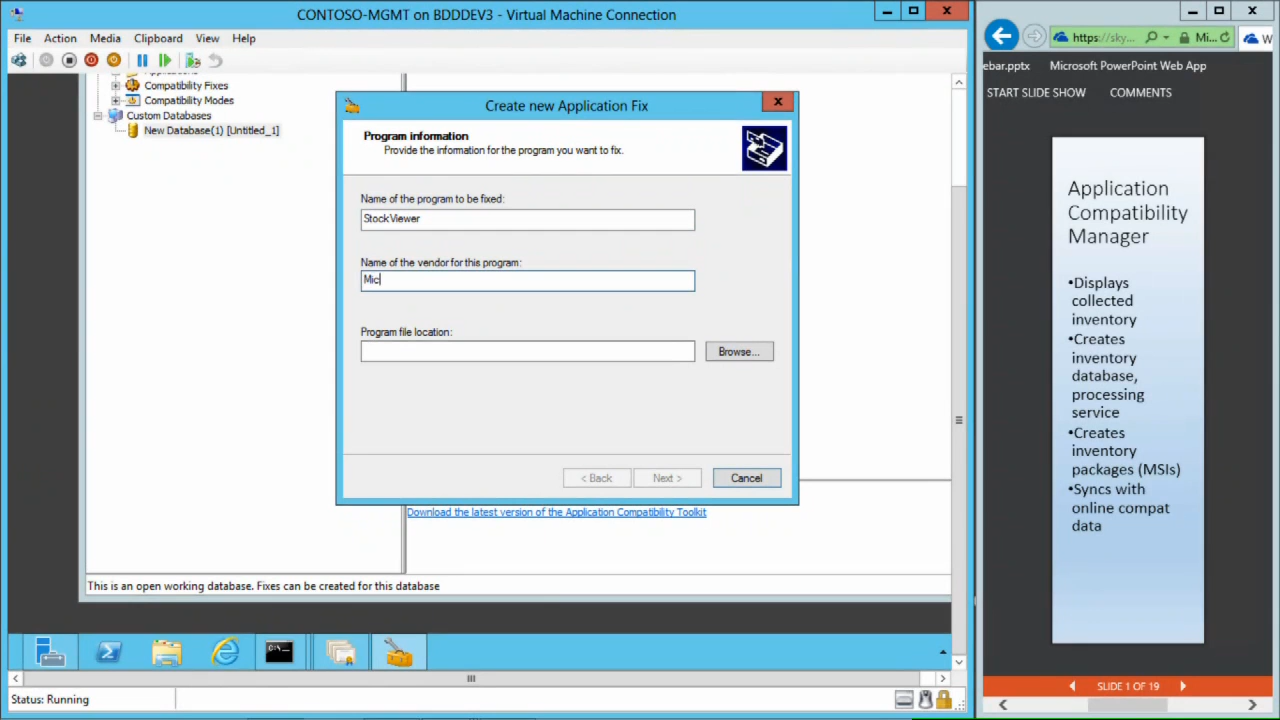 CONTOSO-MGMT on BDDDEV3 - Virtual Machine Connection
File Action Media Clipboard View Help
Compatibility Fixes
Compatibility Modes
Custom Databases
New Database(1) [Untitled_1]
Create new Application Fix
Program information
Provide the information for the program you want to fix.
Name of the program to be fixed:
StockViewer
Name of the vendor for this program:
Mic
Program file location:
Browse...
< Back
Next >
Cancel
Download the latest version of the Application Compatibility Toolkit
This is an open working database. Fixes can be created for this database
Status: Running
https://sky
Mi...
W
ebar.pptx Microsoft PowerPoint Web App
START SLIDE SHOW COMMENTS
Application
Compatibility
Manager
•Displays
collected
inventory
•Creates
inventory
database,
processing
service
•Creates
inventory
packages (MSIs)
•Syncs with
online compat
data
SLIDE 1 OF 19